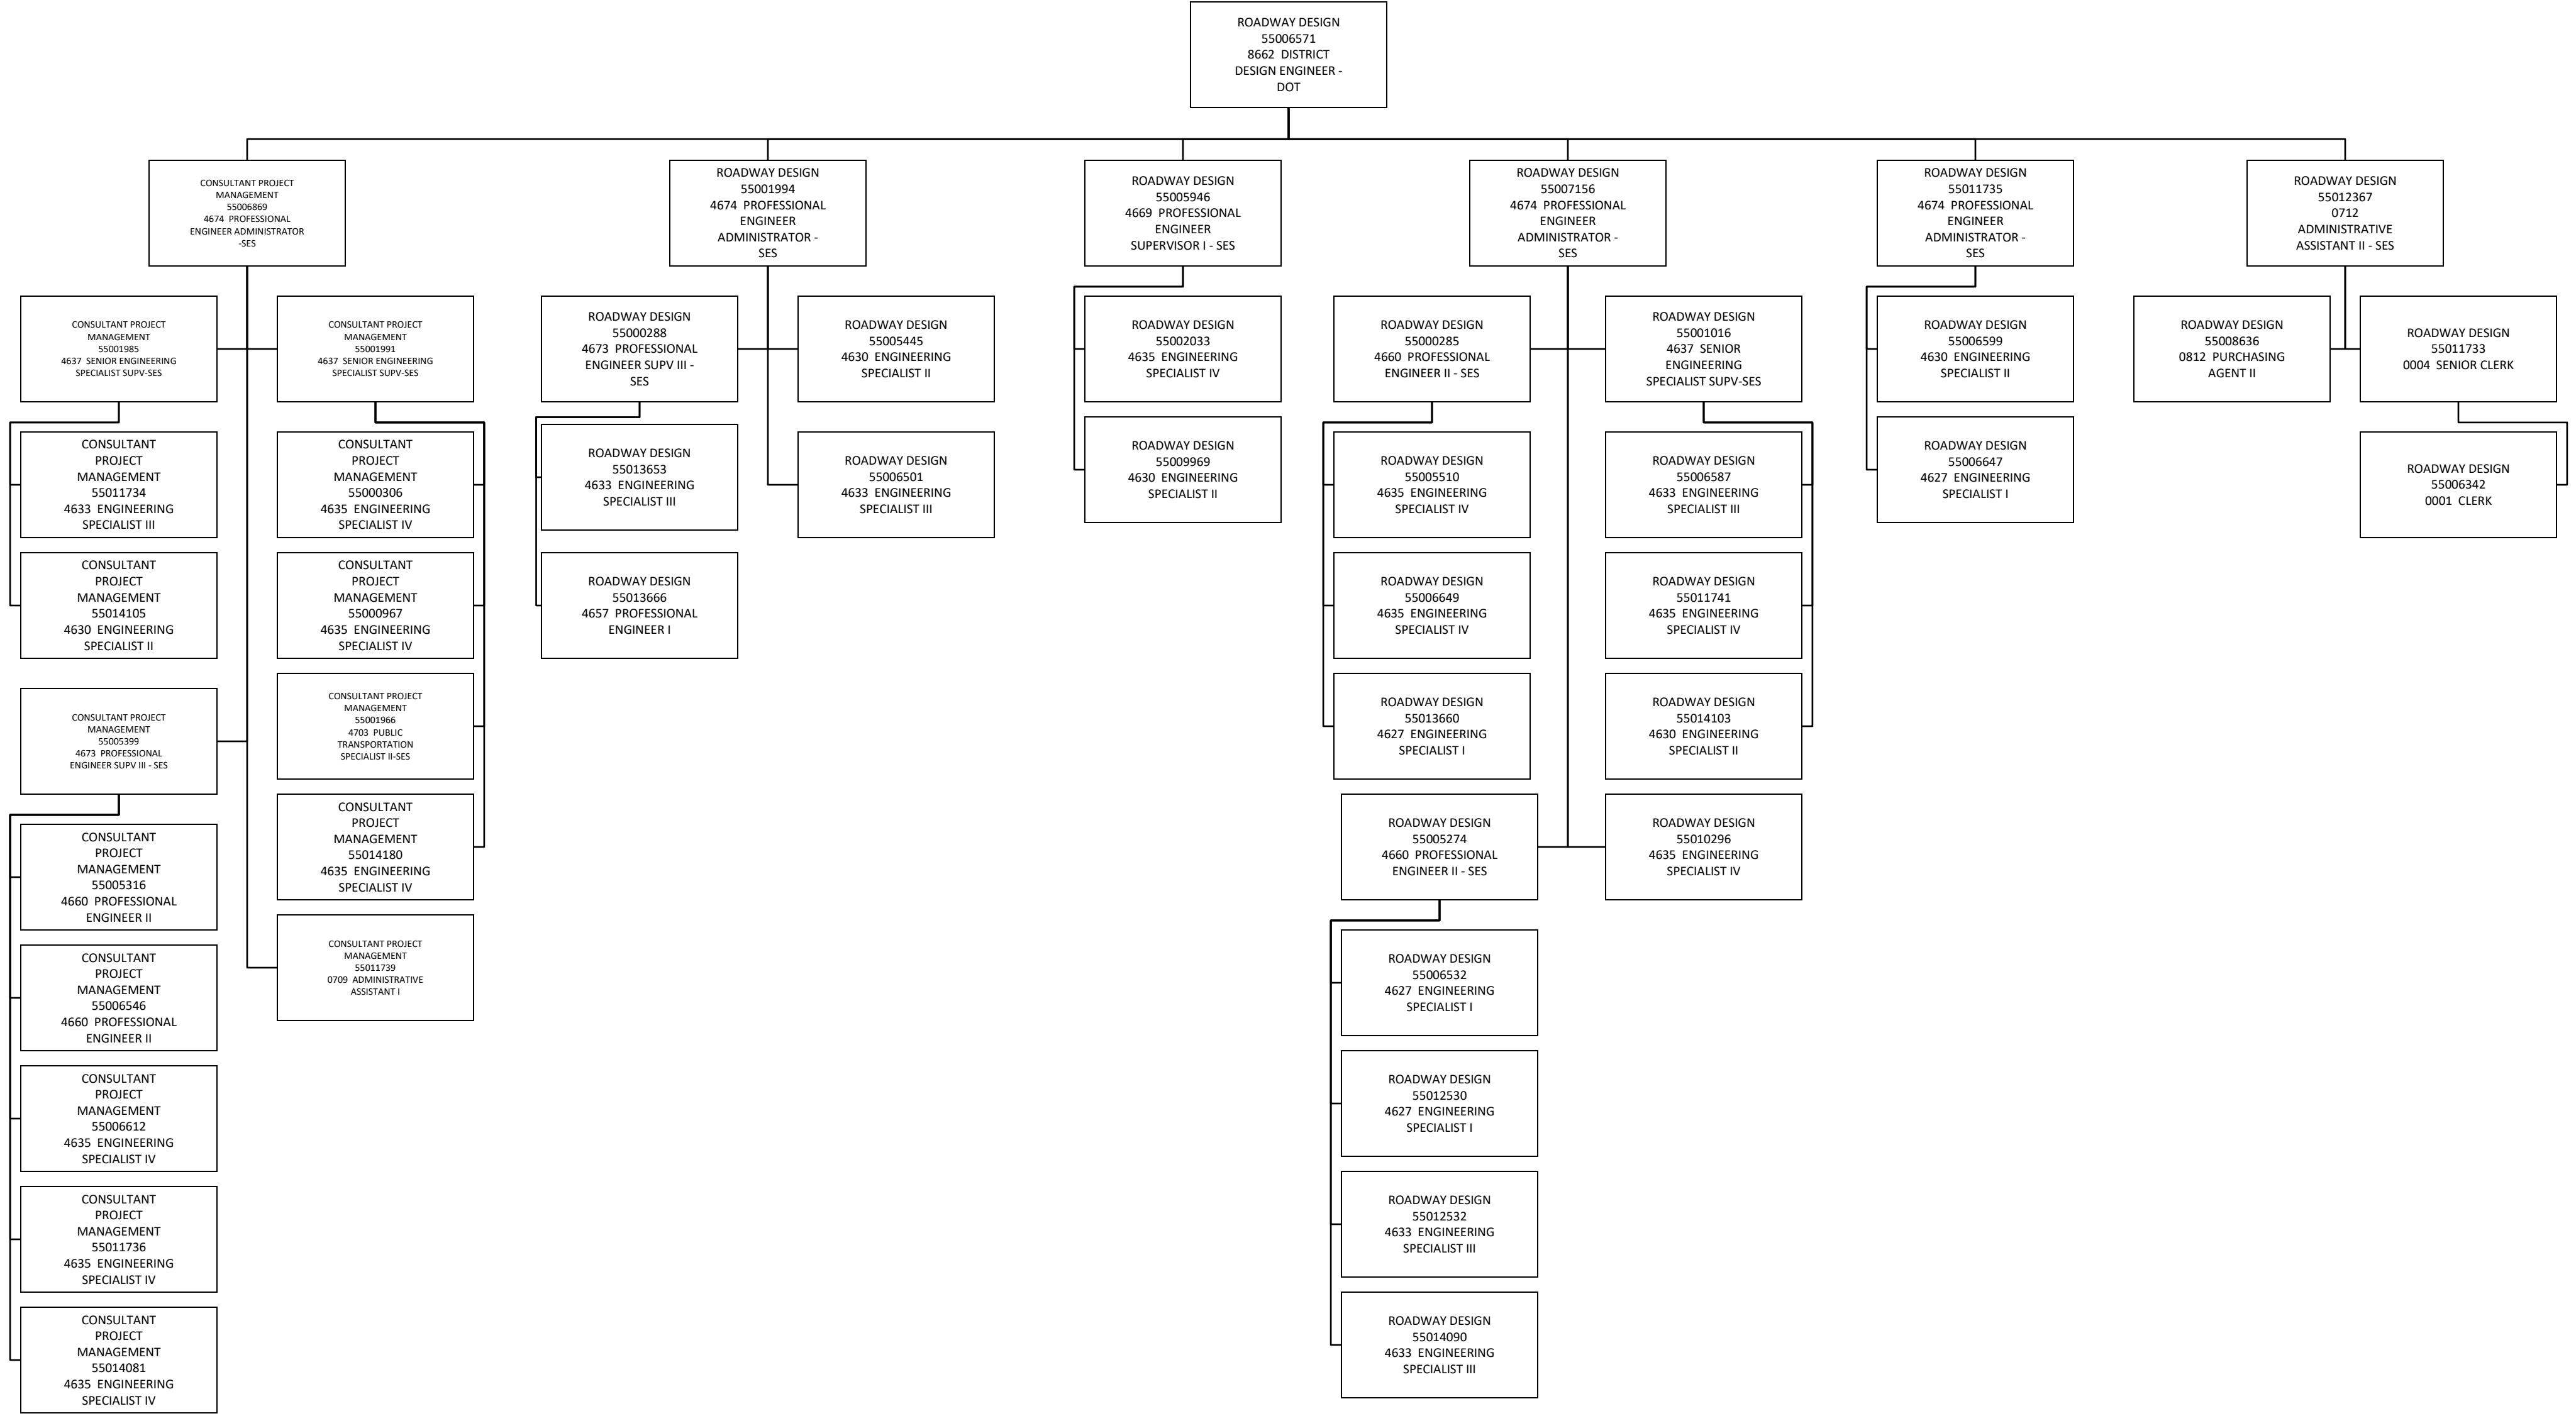 ROADWAY DESIGN
55006571
8662 DISTRICT
DESIGN ENGINEER -
DOT
CONSULTANT PROJECT
MANAGEMENT
55006869
4674 PROFESSIONAL
ENGINEER ADMINISTRATOR
-SES
ROADWAY DESIGN
55001994
4674 PROFESSIONAL
ENGINEER
ADMINISTRATOR -
SES
ROADWAY DESIGN
55005946
4669 PROFESSIONAL
ENGINEER
SUPERVISOR I - SES
ROADWAY DESIGN
55007156
4674 PROFESSIONAL
ENGINEER
ADMINISTRATOR -
SES
ROADWAY DESIGN
55011735
4674 PROFESSIONAL
ENGINEER
ADMINISTRATOR -
SES
ROADWAY DESIGN
55012367
0712
ADMINISTRATIVE
ASSISTANT II - SES
CONSULTANT PROJECT
MANAGEMENT
55001985
4637 SENIOR ENGINEERING
SPECIALIST SUPV-SES
CONSULTANT PROJECT
MANAGEMENT
55001991
4637 SENIOR ENGINEERING
SPECIALIST SUPV-SES
ROADWAY DESIGN
55000288
4673 PROFESSIONAL
ENGINEER SUPV III -
SES
ROADWAY DESIGN
55005445
4630 ENGINEERING
SPECIALIST II
ROADWAY DESIGN
55002033
4635 ENGINEERING
SPECIALIST IV
ROADWAY DESIGN
55000285
4660 PROFESSIONAL
ENGINEER II - SES
ROADWAY DESIGN
55001016
4637 SENIOR
ENGINEERING
SPECIALIST SUPV-SES
ROADWAY DESIGN
55006599
4630 ENGINEERING
SPECIALIST II
ROADWAY DESIGN
55008636
0812 PURCHASING
AGENT II
ROADWAY DESIGN
55011733
0004 SENIOR CLERK
CONSULTANT
PROJECT
MANAGEMENT
55011734
4633 ENGINEERING
SPECIALIST III
CONSULTANT
PROJECT
MANAGEMENT
55000306
4635 ENGINEERING
SPECIALIST IV
ROADWAY DESIGN
55013653
4633 ENGINEERING
SPECIALIST III
ROADWAY DESIGN
55006501
4633 ENGINEERING
SPECIALIST III
ROADWAY DESIGN
55009969
4630 ENGINEERING
SPECIALIST II
ROADWAY DESIGN
55005510
4635 ENGINEERING
SPECIALIST IV
ROADWAY DESIGN
55006587
4633 ENGINEERING
SPECIALIST III
ROADWAY DESIGN
55006647
4627 ENGINEERING
SPECIALIST I
ROADWAY DESIGN
55006342
0001 CLERK
CONSULTANT
PROJECT
MANAGEMENT
55014105
4630 ENGINEERING
SPECIALIST II
CONSULTANT
PROJECT
MANAGEMENT
55000967
4635 ENGINEERING
SPECIALIST IV
ROADWAY DESIGN
55013666
4657 PROFESSIONAL
ENGINEER I
ROADWAY DESIGN
55006649
4635 ENGINEERING
SPECIALIST IV
ROADWAY DESIGN
55011741
4635 ENGINEERING
SPECIALIST IV
CONSULTANT PROJECT
MANAGEMENT
55005399
4673 PROFESSIONAL
ENGINEER SUPV III - SES
CONSULTANT PROJECT
MANAGEMENT
55001966
4703 PUBLIC
TRANSPORTATION
SPECIALIST II-SES
ROADWAY DESIGN
55013660
4627 ENGINEERING
SPECIALIST I
ROADWAY DESIGN
55014103
4630 ENGINEERING
SPECIALIST II
CONSULTANT
PROJECT
MANAGEMENT
55005316
4660 PROFESSIONAL
ENGINEER II
CONSULTANT
PROJECT
MANAGEMENT
55014180
4635 ENGINEERING
SPECIALIST IV
ROADWAY DESIGN
55005274
4660 PROFESSIONAL
ENGINEER II - SES
ROADWAY DESIGN
55010296
4635 ENGINEERING
SPECIALIST IV
CONSULTANT
PROJECT
MANAGEMENT
55006546
4660 PROFESSIONAL
ENGINEER II
CONSULTANT PROJECT
MANAGEMENT
55011739
0709 ADMINISTRATIVE
ASSISTANT I
ROADWAY DESIGN
55006532
4627 ENGINEERING
SPECIALIST I
CONSULTANT
PROJECT
MANAGEMENT
55006612
4635 ENGINEERING
SPECIALIST IV
ROADWAY DESIGN
55012530
4627 ENGINEERING
SPECIALIST I
CONSULTANT
PROJECT
MANAGEMENT
55011736
4635 ENGINEERING
SPECIALIST IV
ROADWAY DESIGN
55012532
4633 ENGINEERING
SPECIALIST III
CONSULTANT
PROJECT
MANAGEMENT
55014081
4635 ENGINEERING
SPECIALIST IV
ROADWAY DESIGN
55014090
4633 ENGINEERING
SPECIALIST III